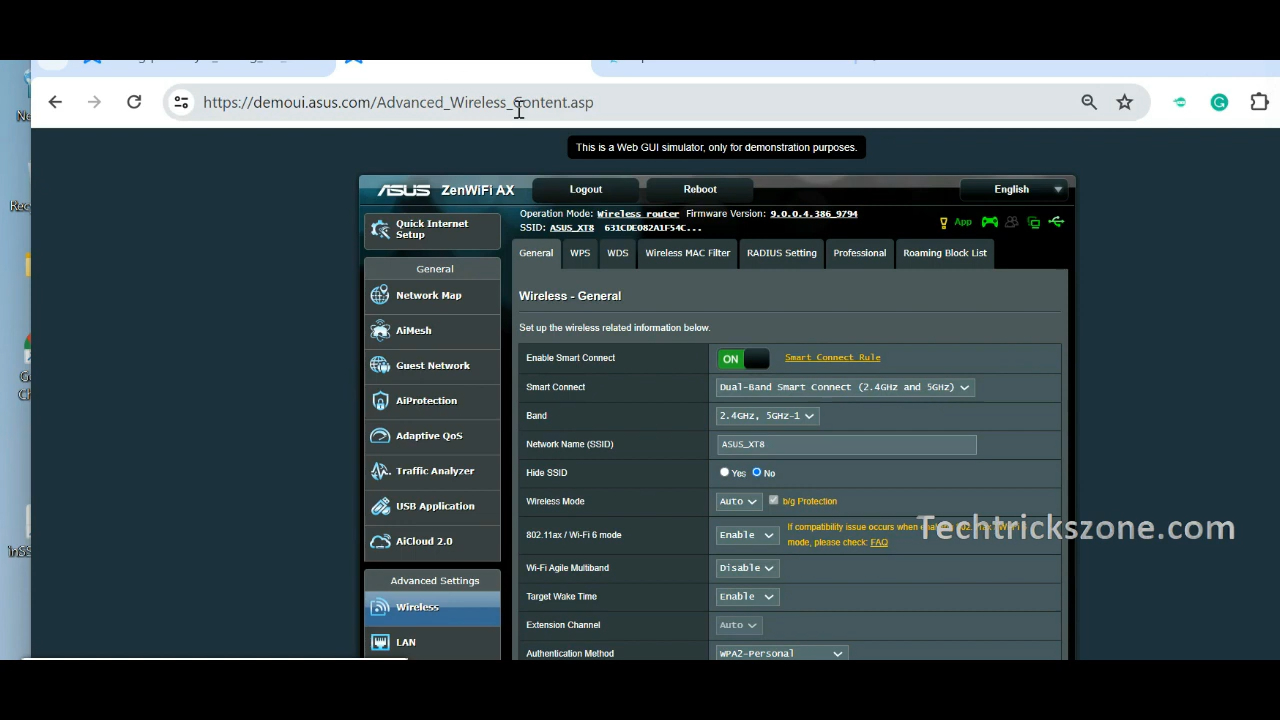 https://demoui.asus.com/Advanced_Wireless_Content.asp
This is a Web GUI simulator, only for demonstration purposes.
ASUS ZenWiFi AX Logout Reboot English
Quick Internet Setup
Operation Mode: Wireless router Firmware Version: 9.0.0.4.386_9794
SSID: ASUS_XT8 631CDE082A1F54C...
App
General WPS WDS Wireless MAC Filter RADIUS Setting Professional Roaming Block List
General
Network Map
AiMesh
Guest Network
AiProtection
Adaptive QoS
Traffic Analyzer
USB Application
AiCloud 2.0
Advanced Settings
Wireless
LAN
Wireless - General
Set up the wireless related information below.
Enable Smart Connect ON Smart Connect Rule
Smart Connect Dual-Band Smart Connect (2.4GHz and 5GHz)
Band 2.4GHz, 5GHz-1
Network Name (SSID) ASUS_XT8
Hide SSID Yes No
Wireless Mode Auto b/g Protection
802.11ax / Wi-Fi 6 mode Enable If compatibility issue occurs when
mode, please check: FAQ
Wi-Fi Agile Multiband Disable
Target Wake Time Enable
Extension Channel Auto
Authentication Method WPA2-Personal
Techtrickszone.com